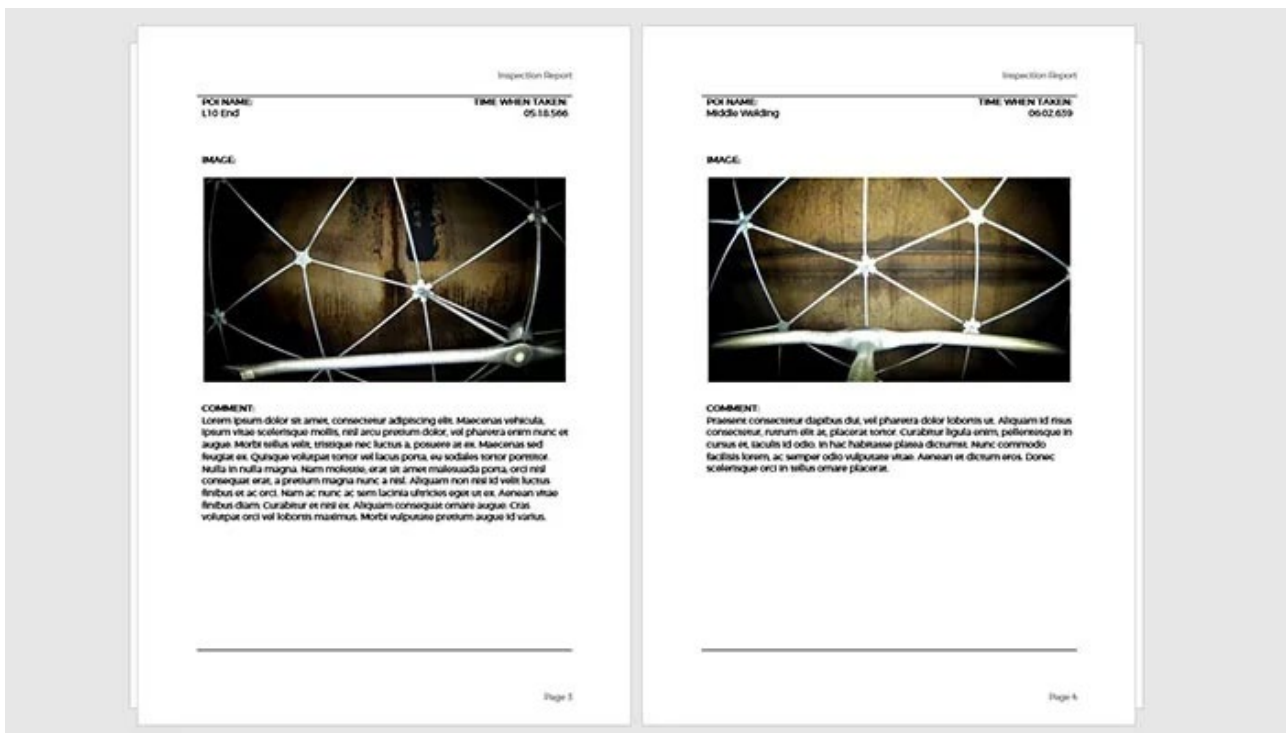 Inspection Report
POI NAME:
TIME WHEN TAKEN:
L10 End
05:18.566
IMAGE:
COMMENT:
Lorem ipsum dolor sit amet, consectetur adipiscing elit. Maecenas vehicula,
ipsum vitae scelerisque mollis, nisl arcu pretium dolor, vel pharetra enim nunc et
augue. Morbi tellus velit, tristique nec luctus a, posuere at ex. Maecenas sed
feugiat ex. Quisque volutpat tortor vel lacus porta, eu sodales tortor porttitor.
Nulla in nulla magna. Nam molestie, erat sit amet malesuada porta, orci nisl
consequat erat, a pretium magna nunc a nisl. Aliquam non nisi id velit luctus
finibus et ac orci. Nam ac nunc ac sem lacinia ultricies eget ut ex. Aenean vitae
finibus diam. Curabitur et nisl ex. Aliquam consequat ornare augue. Cras
volutpat orci vel lobortis maximus. Morbi vulputate pretium augue id varius.
Page 3
Inspection Report
POI NAME:
TIME WHEN TAKEN:
Middle Welding
06:02.639
IMAGE:
COMMENT:
Praesent consectetur dapibus dui, vel pharetra dolor lobortis ut. Aliquam id risus
consectetur, rutrum elit at, placerat tortor. Curabitur ligula enim, pellentesque in
cursus et, iaculis id odio. In hac habitasse platea dictumst. Nunc commodo
facilisis lorem, ac semper odio vulputate vitae. Aenean et dictum eros. Donec
scelerisque orci in tellus ornare placerat.
Page 4